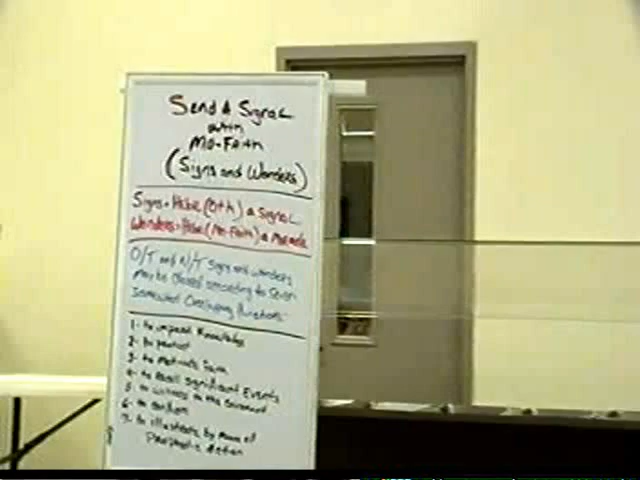 Send A Signal
with
Mo-Faith
(Signs and Wonders)
Signs = Hebr. (Oth) a Signal
Wonders = Hebr. (Mo-Faith) a Miracle
O/T and N/T Signs and wonders
may be Classed according to Seven
Somewhat Overlaping functions
1- to impart Knowledge
2- to protect
3- to Motivate Faith
4- to Recall significant Events
5- to witness to the Covenant
6- to confirm
7- to illustrate by means of
Prophetic Action